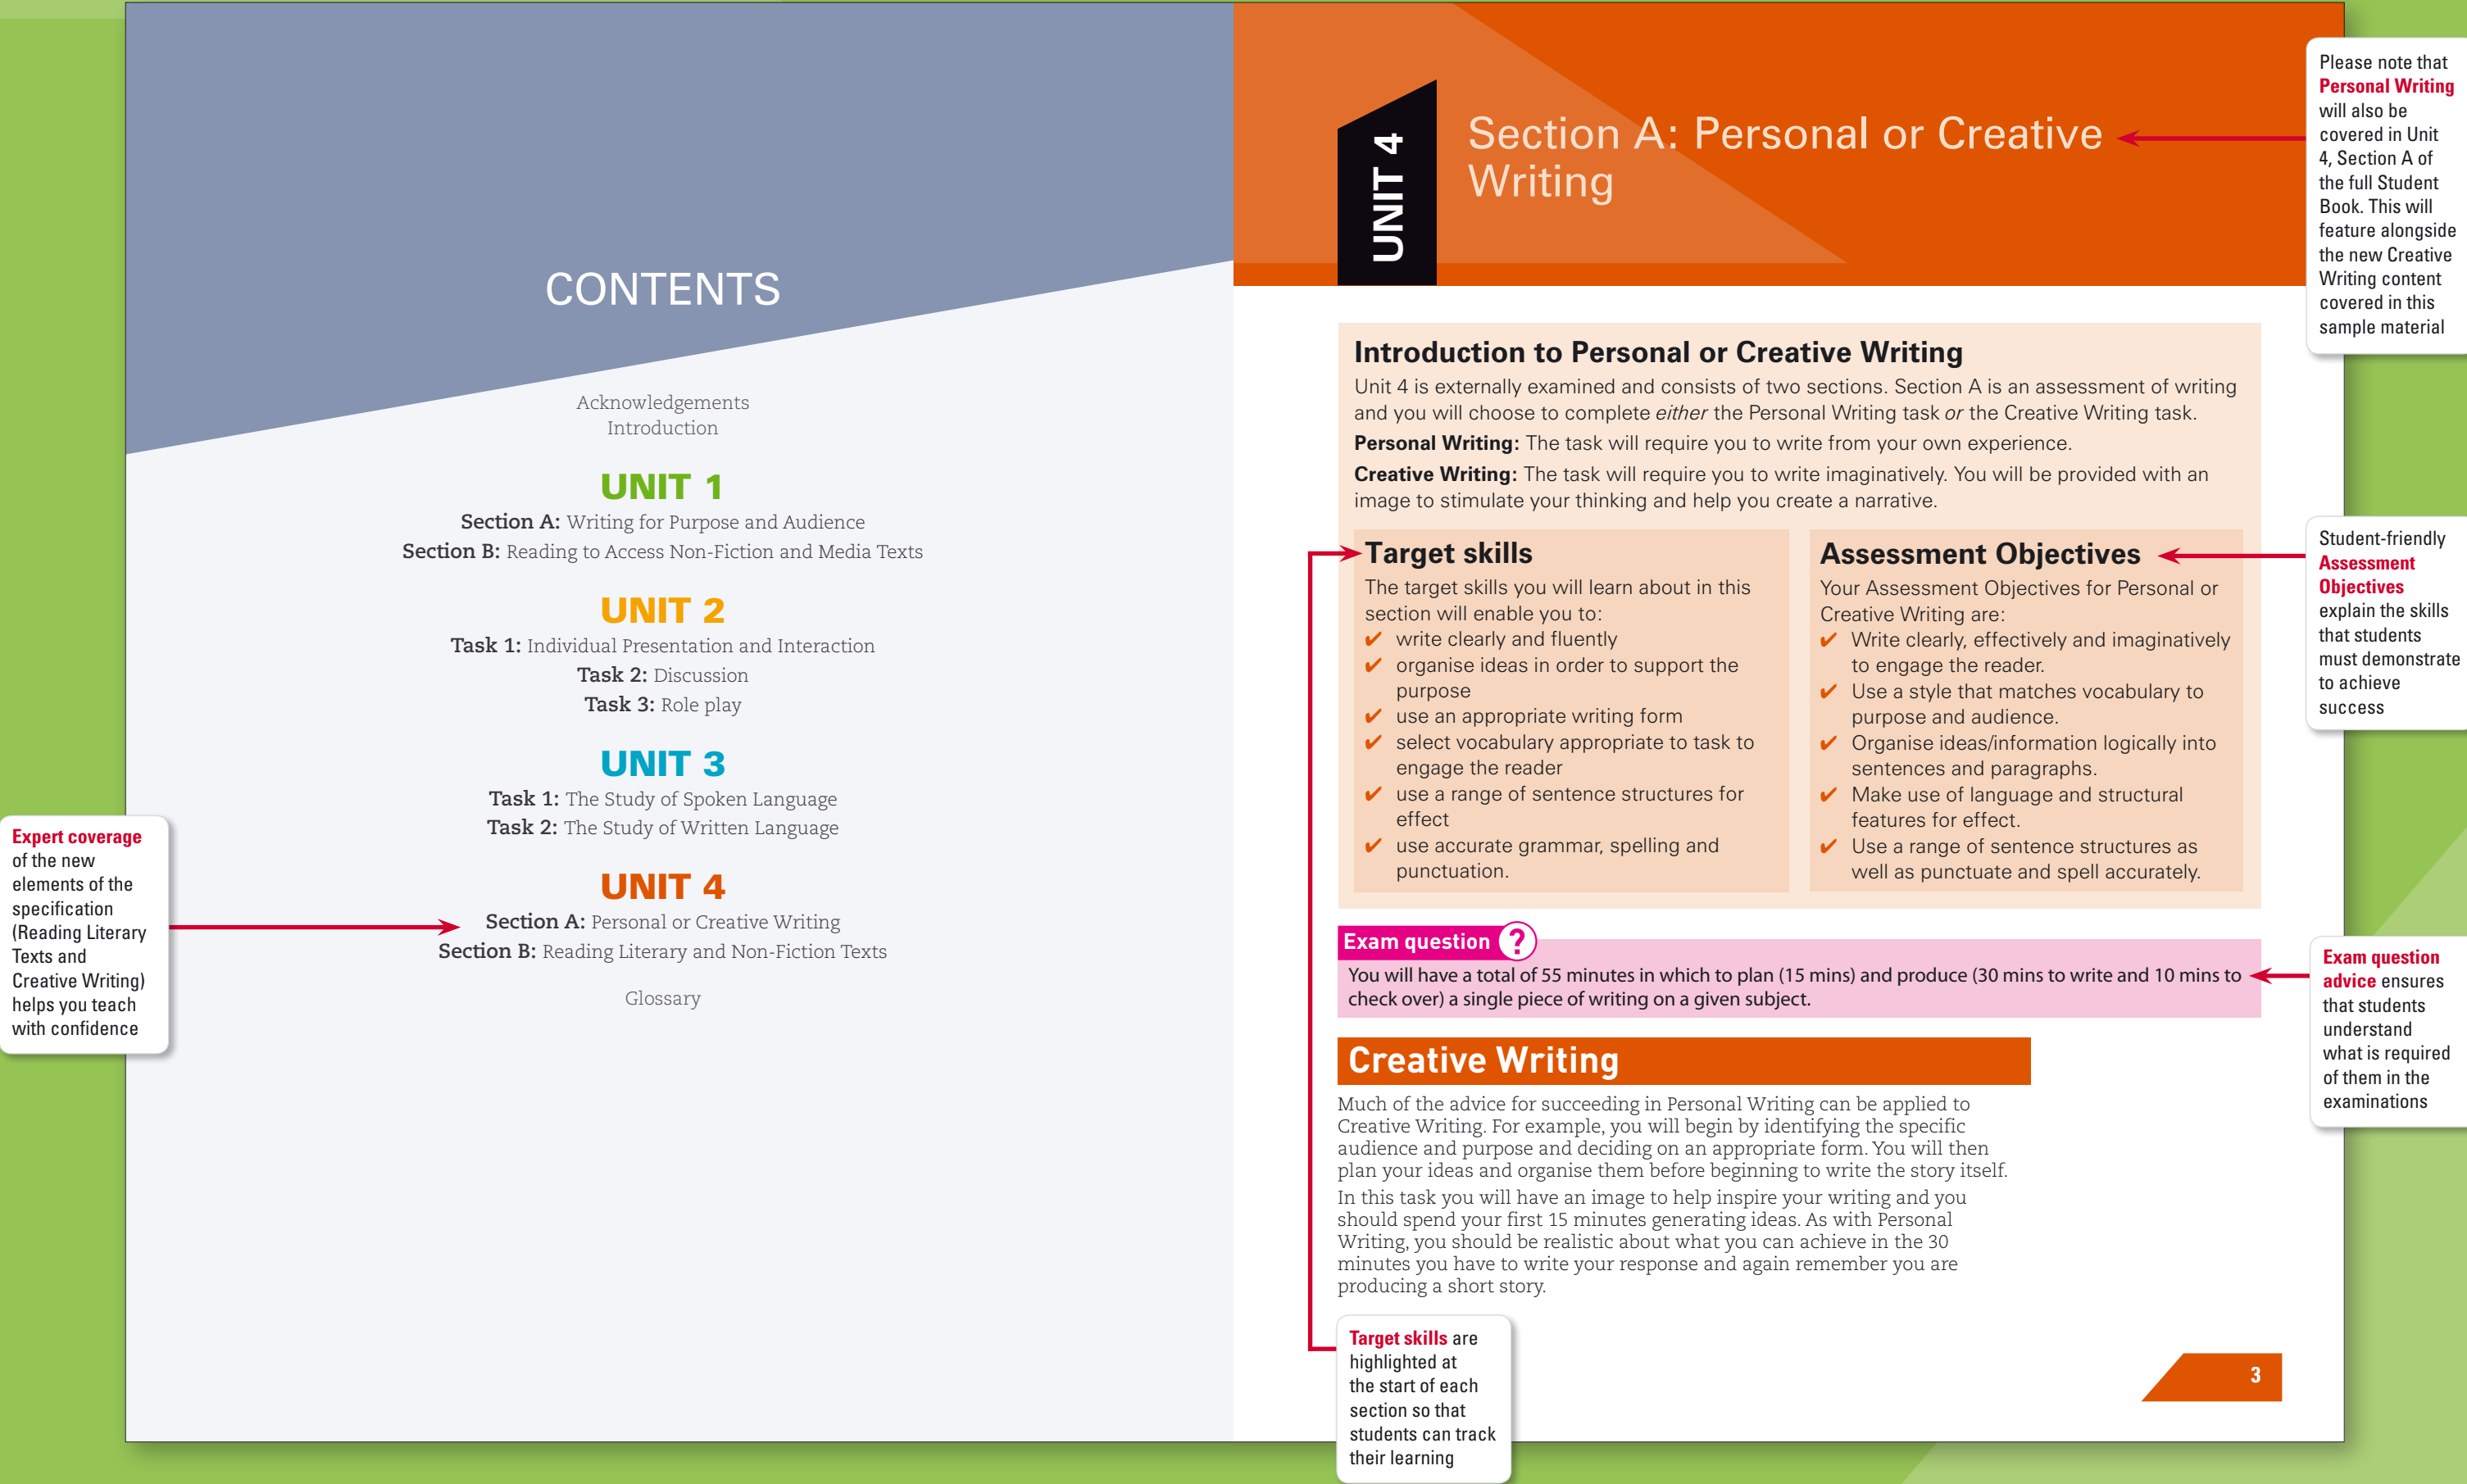 CONTENTS
Acknowledgements
Introduction
UNIT 1
Section A: Writing for Purpose and Audience
Section B: Reading to Access Non-Fiction and Media Texts
UNIT 2
Task 1: Individual Presentation and Interaction
Task 2: Discussion
Task 3: Role play
UNIT 3
Task 1: The Study of Spoken Language
Task 2: The Study of Written Language
UNIT 4
Section A: Personal or Creative Writing
Section B: Reading Literary and Non-Fiction Texts
Glossary
Expert coverage
of the new
elements of the
specification
(Reading Literary
Texts and
Creative Writing)
helps you teach
with confidence
UNIT 4
Section A: Personal or Creative
Writing
Please note that
Personal Writing
will also be
covered in Unit
4, Section A of
the full Student
Book. This will
feature alongside
the new Creative
Writing content
covered in this
sample material
Introduction to Personal or Creative Writing
Unit 4 is externally examined and consists of two sections. Section A is an assessment of writing
and you will choose to complete either the Personal Writing task or the Creative Writing task.
Personal Writing: The task will require you to write from your own experience.
Creative Writing: The task will require you to write imaginatively. You will be provided with an
image to stimulate your thinking and help you create a narrative.
Target skills
The target skills you will learn about in this
section will enable you to:
✔ write clearly and fluently
✔ organise ideas in order to support the
purpose
✔ use an appropriate writing form
✔ select vocabulary appropriate to task to
engage the reader
✔ use a range of sentence structures for
effect
✔ use accurate grammar, spelling and
punctuation.
Assessment Objectives
Your Assessment Objectives for Personal or
Creative Writing are:
✔ Write clearly, effectively and imaginatively
to engage the reader.
✔ Use a style that matches vocabulary to
purpose and audience.
✔ Organise ideas/information logically into
sentences and paragraphs.
✔ Make use of language and structural
features for effect.
✔ Use a range of sentence structures as
well as punctuate and spell accurately.
Student-friendly
Assessment
Objectives
explain the skills
that students
must demonstrate
to achieve
success
Exam question ?
You will have a total of 55 minutes in which to plan (15 mins) and produce (30 mins to write and 10 mins to
check over) a single piece of writing on a given subject.
Exam question
advice ensures
that students
understand
what is required
of them in the
examinations
Creative Writing
Much of the advice for succeeding in Personal Writing can be applied to
Creative Writing. For example, you will begin by identifying the specific
audience and purpose and deciding on an appropriate form. You will then
plan your ideas and organise them before beginning to write the story itself.
In this task you will have an image to help inspire your writing and you
should spend your first 15 minutes generating ideas. As with Personal
Writing, you should be realistic about what you can achieve in the 30
minutes you have to write your response and again remember you are
producing a short story.
Target skills are
highlighted at
the start of each
section so that
students can track
their learning
3